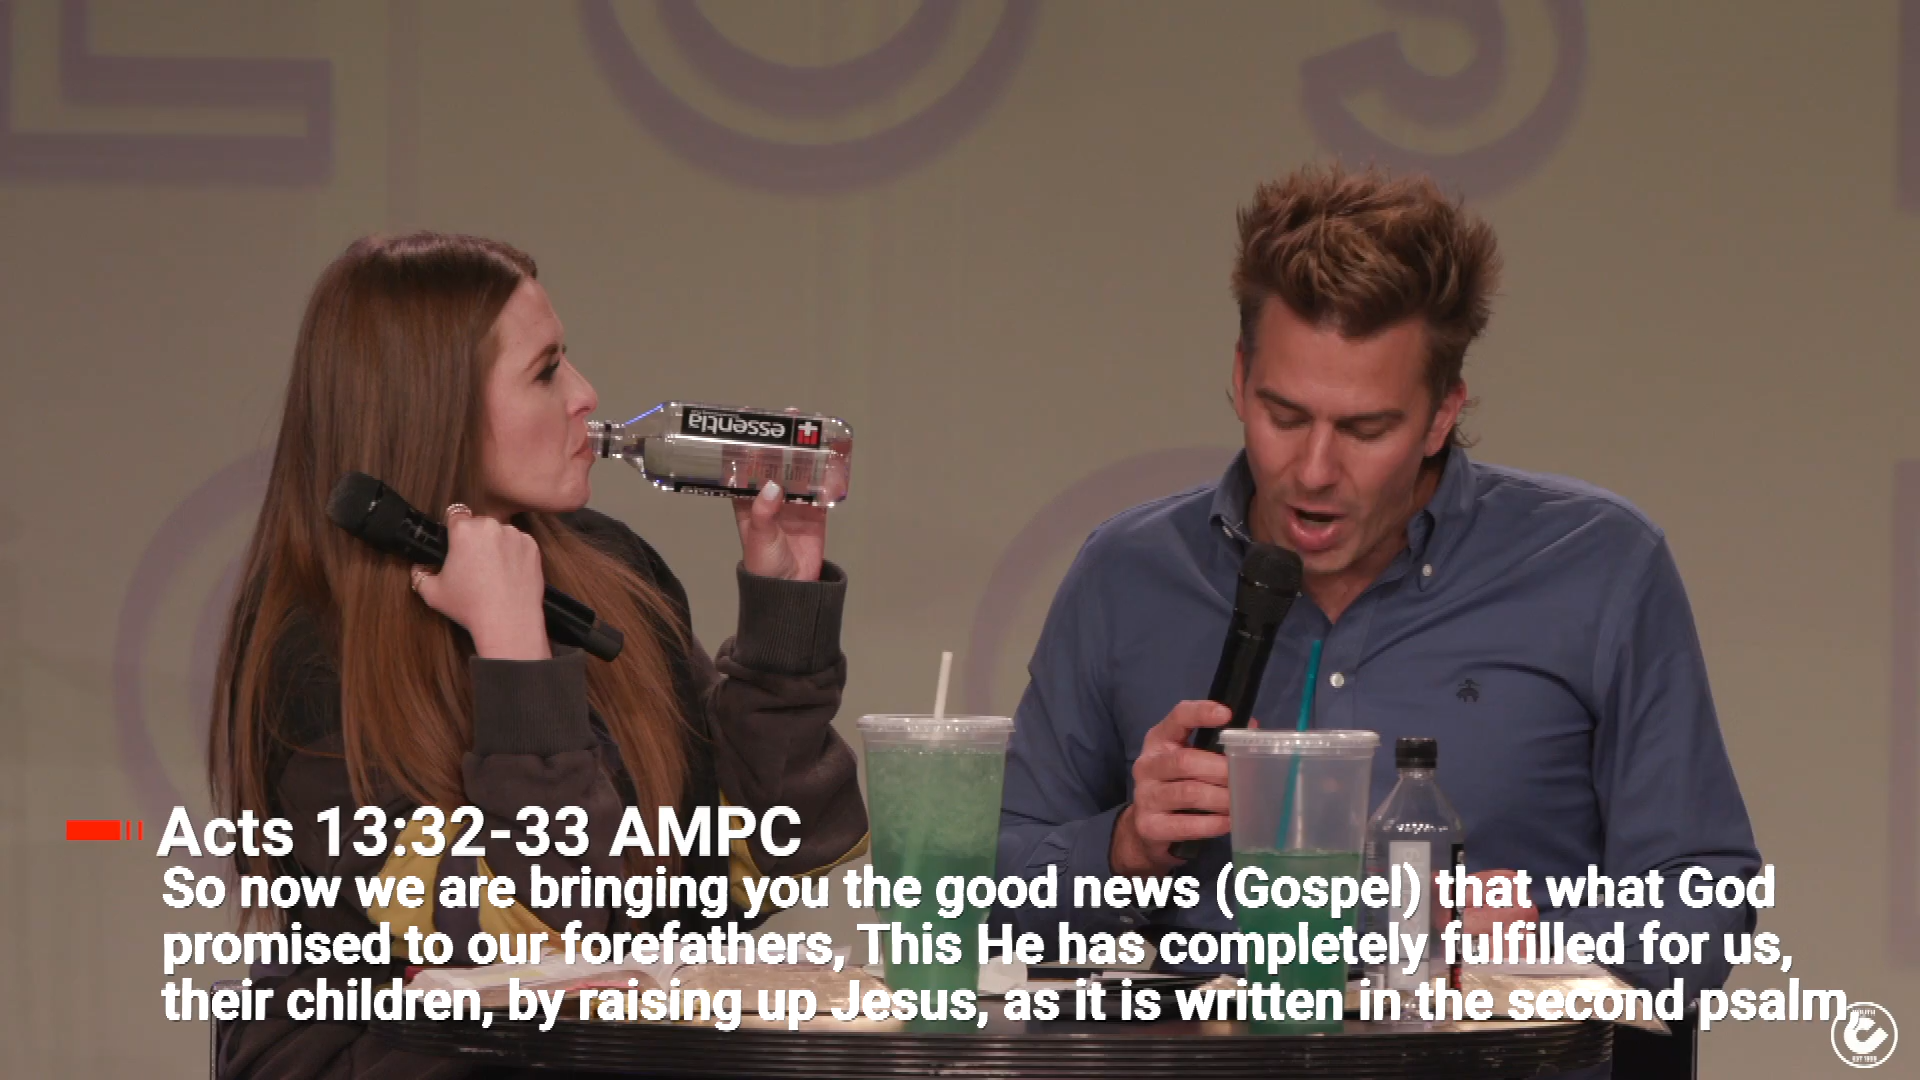 L O S
essentia
Acts 13:32-33 AMPC
So now we are bringing you the good news (Gospel) that what God
promised to our forefathers, This He has completely fulfilled for us,
their children, by raising up Jesus, as it is written in the second psalm,